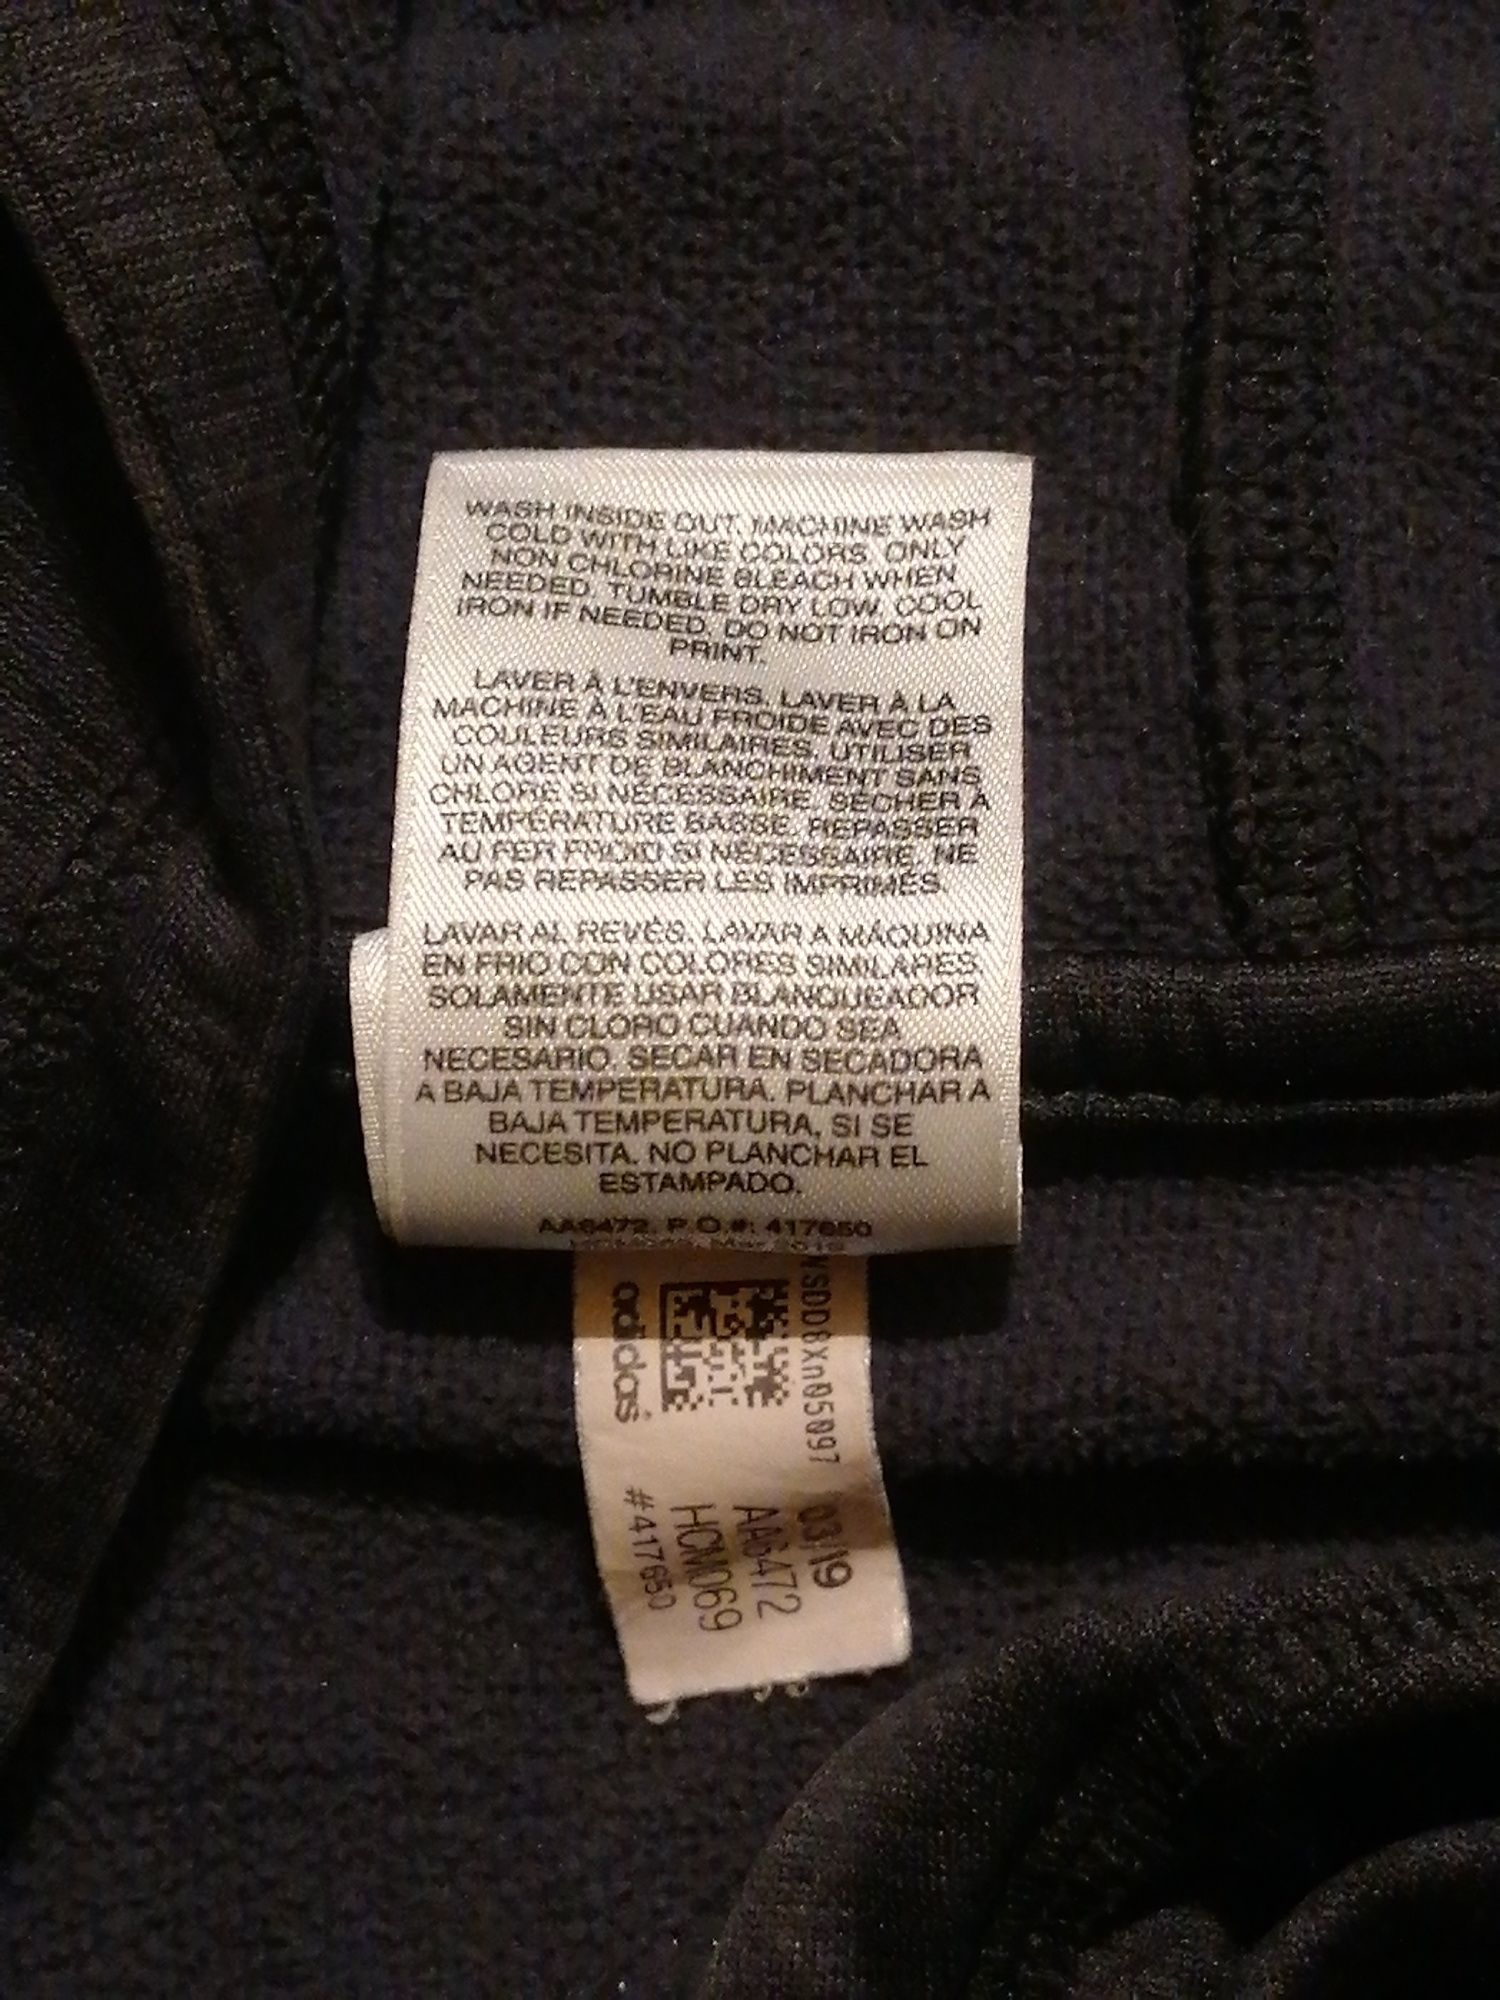 WASH INSIDE OUT. MACHINE WASH
COLD WITH LIKE COLORS. ONLY
NON CHLORINE BLEACH WHEN
NEEDED. TUMBLE DRY LOW. COOL
IRON IF NEEDED. DO NOT IRON ON
PRINT.
LAVER À L'ENVERS. LAVER À LA
MACHINE À L'EAU FROIDE AVEC DES
COULEURS SIMILAIRES. UTILISER
UN AGENT DE BLANCHIMENT SANS
CHLORE SI NÉCESSAIRE. SÉCHER À
TEMPÉRATURE BASSE. REPASSER
AU FER FROID SI NÉCESSAIRE. NE
PAS REPASSER LES IMPRIMÉS.
LAVAR AL REVÉS. LAVAR A MÁQUINA
EN FRIO CON COLORES SIMILARES.
SOLAMENTE USAR BLANQUEADOR
SIN CLORO CUANDO SEA
NECESARIO. SECAR EN SECADORA
A BAJA TEMPERATURA. PLANCHAR A
BAJA TEMPERATURA, SI SE
NECESITA. NO PLANCHAR EL
ESTAMPADO.
AA6472. P.O.#: 417650
VSDD8Xn05097
adidas
03/19
AA6472
HCM069
#417650